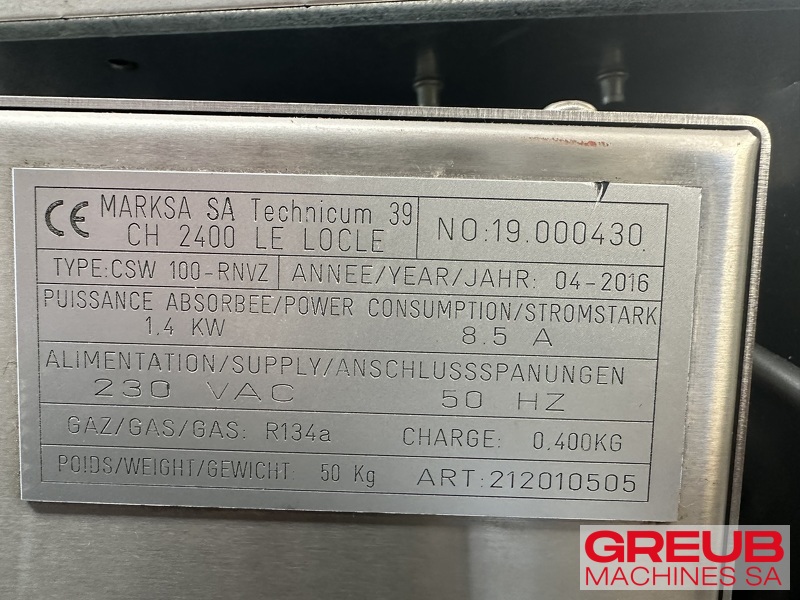 CE MARKSA SA Technicum 39
CH 2400 LE LOCLE
NO:19.000430
TYPE:CSW 100-RNVZ ANNEE/YEAR/JAHR: 04-2016
PUISSANCE ABSORBEE/POWER CONSUMPTION/STROMSTARK
1.4 KW 8.5 A
ALIMENTATION/SUPPLY/ANSCHLUSSSPANUNGEN
230 VAC 50 HZ
GAZ/GAS/GAS: R134a CHARGE: 0.400KG
POIDS/WEIGHT/GEWICHT: 50 Kg ART:212010505
GREUB
MACHINES SA